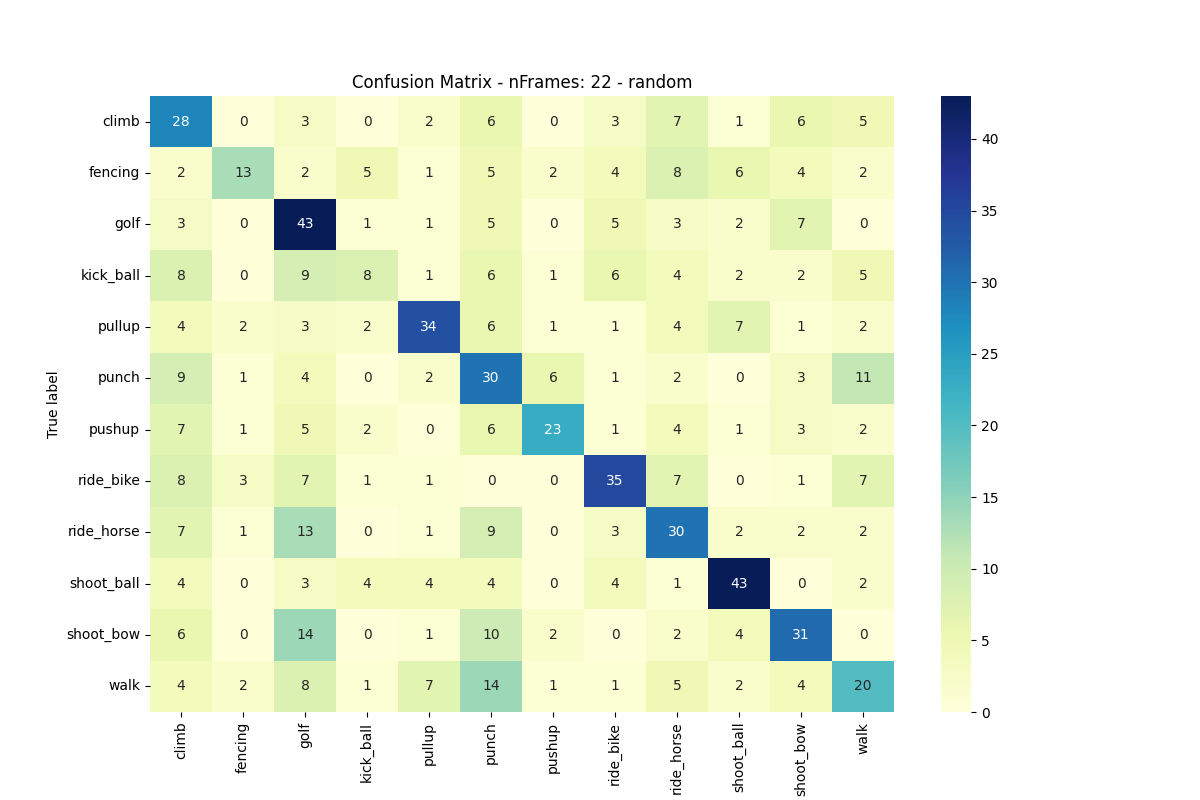 Confusion Matrix - nFrames: 22 - random
True label
climb 28 0 3 0 2 6 0 3 7 1 6 5
fencing 2 13 2 5 1 5 2 4 8 6 4 2
golf 3 0 43 1 1 5 0 5 3 2 7 0
kick_ball 8 0 9 8 1 6 1 6 4 2 2 5
pullup 4 2 3 2 34 6 1 1 4 7 1 2
punch 9 1 4 0 2 30 6 1 2 0 3 11
pushup 7 1 5 2 0 6 23 1 4 1 3 2
ride_bike 8 3 7 1 1 0 0 35 7 0 1 7
ride_horse 7 1 13 0 1 9 0 3 30 2 2 2
shoot_ball 4 0 3 4 4 4 0 4 1 43 0 2
shoot_bow 6 0 14 0 1 10 2 0 2 4 31 0
walk 4 2 8 1 7 14 1 1 5 2 4 20
climb
fencing
golf
kick_ball
pullup
punch
pushup
ride_bike
ride_horse
shoot_ball
shoot_bow
walk
40
35
30
25
20
15
10
5
0